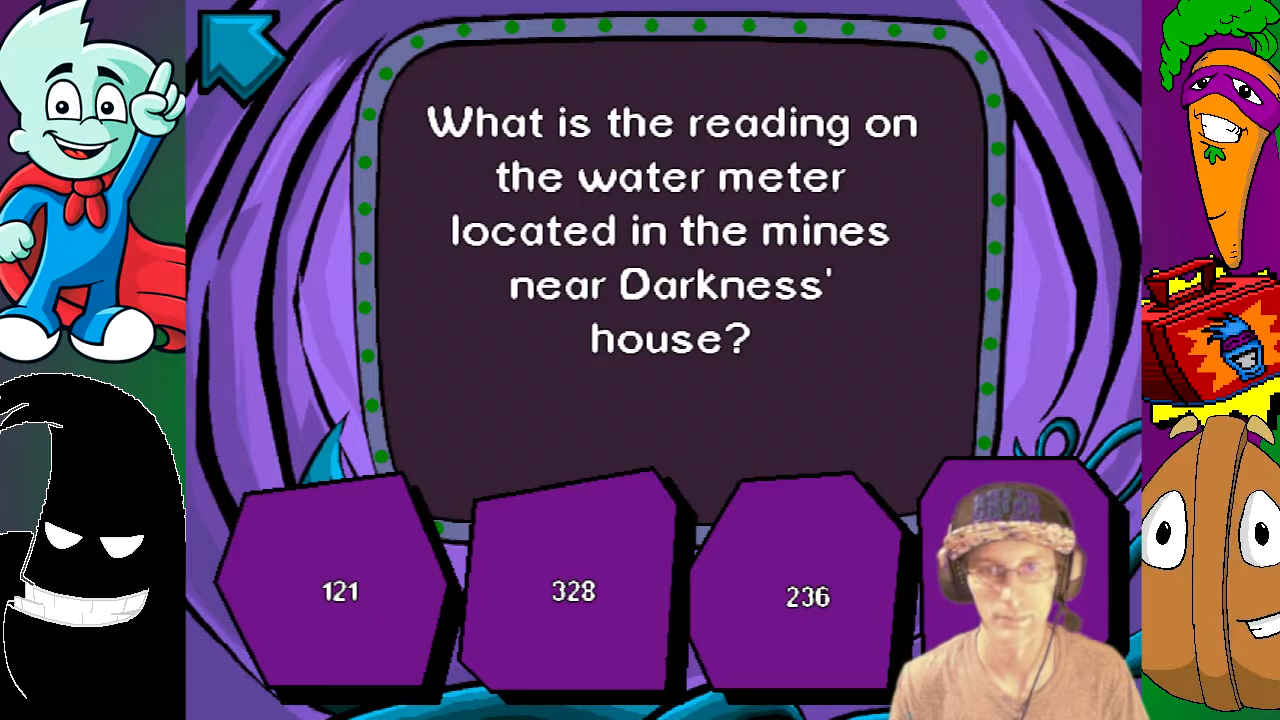 What is the reading on
the water meter
located in the mines
near Darkness'
house?
121
328
236